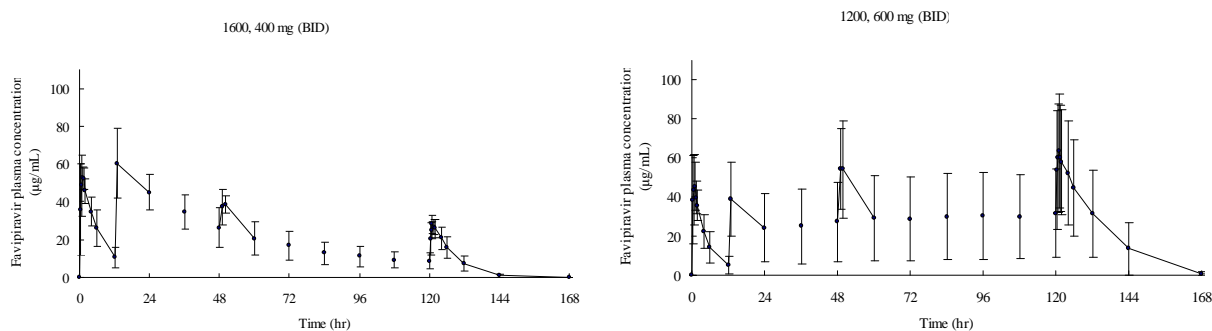 1600, 400 mg (BID)
Favipiravir plasma concentration
(µg/mL)
100
80
60
40
20
0
0 24 48 72 96 120 144 168
Time (hr)
1200, 600 mg (BID)
Favipiravir plasma concentration
(µg/mL)
100
80
60
40
20
0
0 24 48 72 96 120 144 168
Time (hr)